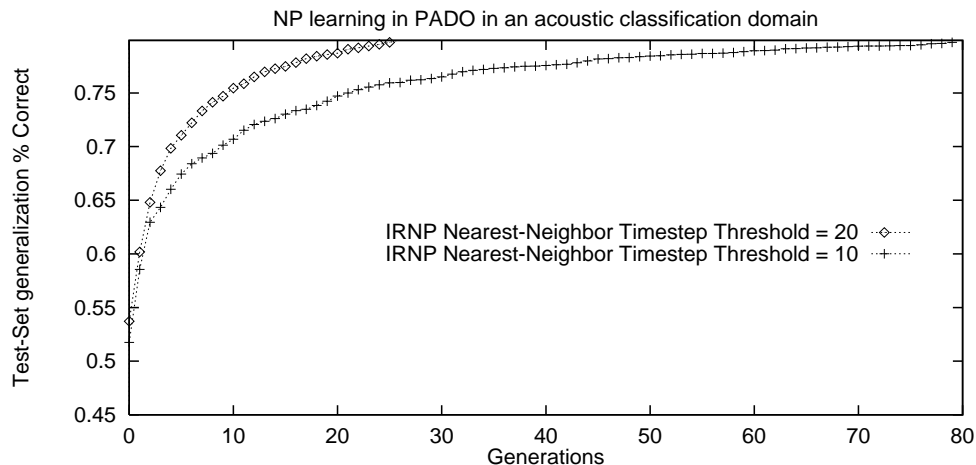 NP learning in PADO in an acoustic classification domain
Test-Set generalization % Correct
0.75
0.7
0.65
0.6
0.55
0.5
0.45
IRNP Nearest-Neighbor Timestep Threshold = 20
IRNP Nearest-Neighbor Timestep Threshold = 10
0 10 20 30 40 50 60 70 80
Generations